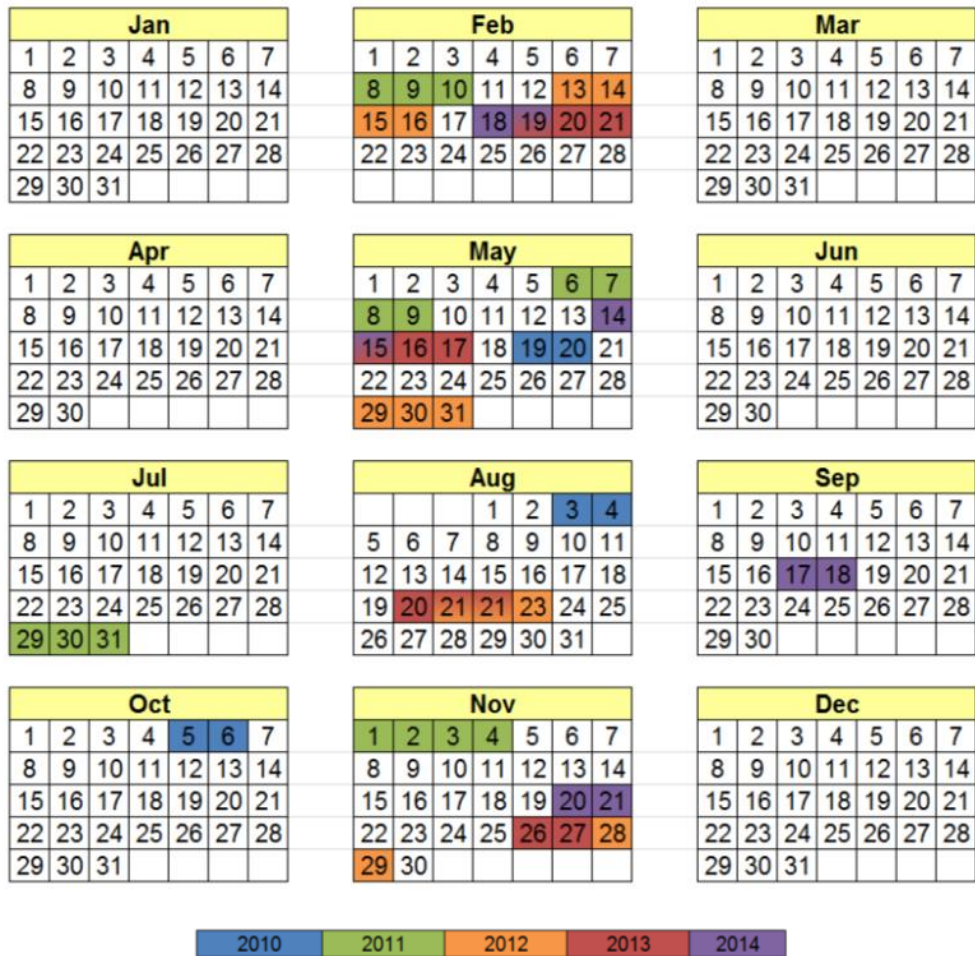 Jan Feb Mar
1 2 3 4 5 6 7 1 2 3 4 5 6 7 1 2 3 4 5 6 7
8 9 10 11 12 13 14 8 9 10 11 12 13 14 8 9 10 11 12 13 14
15 16 17 18 19 20 21 15 16 17 18 19 20 21 15 16 17 18 19 20 21
22 23 24 25 26 27 28 22 23 24 25 26 27 28 22 23 24 25 26 27 28
29 30 31 29 30 31
Apr May Jun
1 2 3 4 5 6 7 1 2 3 4 5 6 7 1 2 3 4 5 6 7
8 9 10 11 12 13 14 8 9 10 11 12 13 14 8 9 10 11 12 13 14
15 16 17 18 19 20 21 15 16 17 18 19 20 21 15 16 17 18 19 20 21
22 23 24 25 26 27 28 22 23 24 25 26 27 28 22 23 24 25 26 27 28
29 30 29 30 31 29 30
Jul Aug Sep
1 2 3 4 5 6 7 1 2 3 4 1 2 3 4 5 6 7
8 9 10 11 12 13 14 5 6 7 8 9 10 11 8 9 10 11 12 13 14
15 16 17 18 19 20 21 12 13 14 15 16 17 18 15 16 17 18 19 20 21
22 23 24 25 26 27 28 19 20 21 21 23 24 25 22 23 24 25 26 27 28
29 30 31 26 27 28 29 30 31 29 30
Oct Nov Dec
1 2 3 4 5 6 7 1 2 3 4 5 6 7 1 2 3 4 5 6 7
8 9 10 11 12 13 14 8 9 10 11 12 13 14 8 9 10 11 12 13 14
15 16 17 18 19 20 21 15 16 17 18 19 20 21 15 16 17 18 19 20 21
22 23 24 25 26 27 28 22 23 24 25 26 27 28 22 23 24 25 26 27 28
29 30 31 29 30 29 30 31
2010 2011 2012 2013 2014